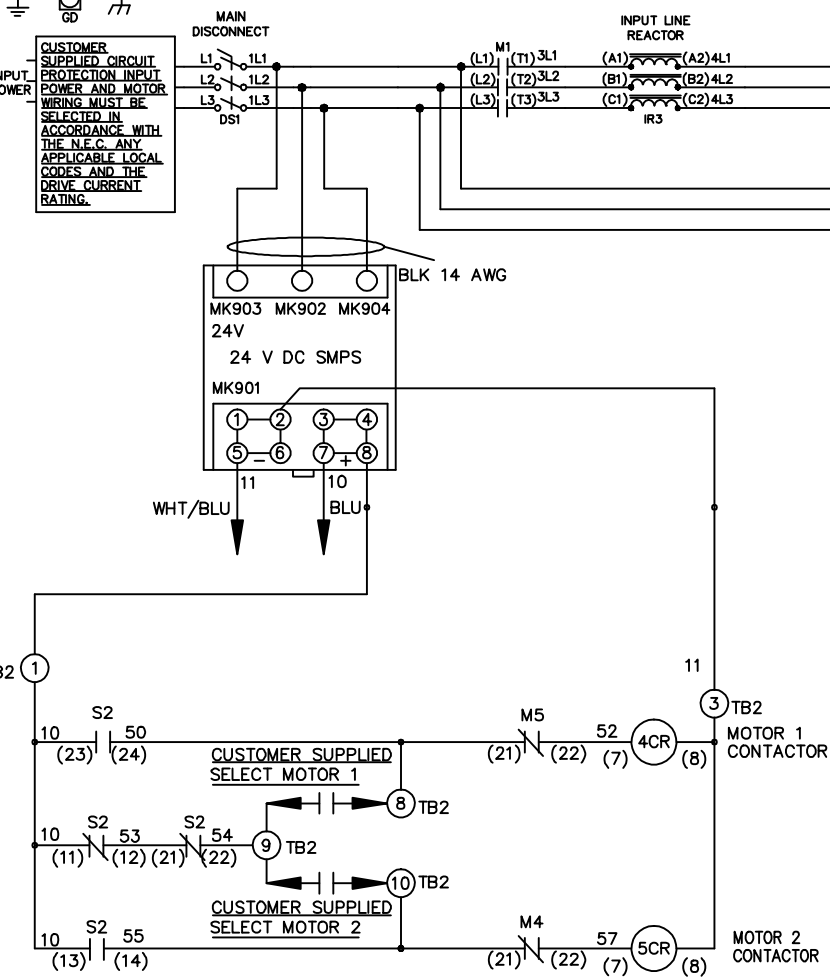 GD
MAIN
DISCONNECT
INPUT LINE
REACTOR
CUSTOMER
SUPPLIED CIRCUIT
PROTECTION INPUT
POWER AND MOTOR
WIRING MUST BE
SELECTED IN
ACCORDANCE WITH
THE N.E.C. ANY
APPLICABLE LOCAL
CODES AND THE
DRIVE CURRENT
RATING.
L1 1L1
L2 1L2
L3 1L3
DS1
M1
(L1) (T1) 3L1
(L2) (T2) 3L2
(L3) (T3) 3L3
(A1) (A2) 4L1
(B1) (B2) 4L2
(C1) (C2) 4L3
IR3
BLK 14 AWG
MK903 MK902 MK904
24V
24 V DC SMPS
MK901
1 2 3 4
5 – 6 7 + 8
11 10
WHT/BLU BLU
1
11
3 TB2
S2 M5
10 50 52
(23) (24) (21) (22) (7) 4CR (8)
MOTOR 1
CONTACTOR
CUSTOMER SUPPLIED
SELECT MOTOR 1
8 TB2
S2 S2
10 53 54
(11) (12) (21) (22) 9 TB2
10 TB2
CUSTOMER SUPPLIED
SELECT MOTOR 2
S2 M4
10 55 57
(13) (14) (21) (22) (7) 5CR (8)
MOTOR 2
CONTACTOR